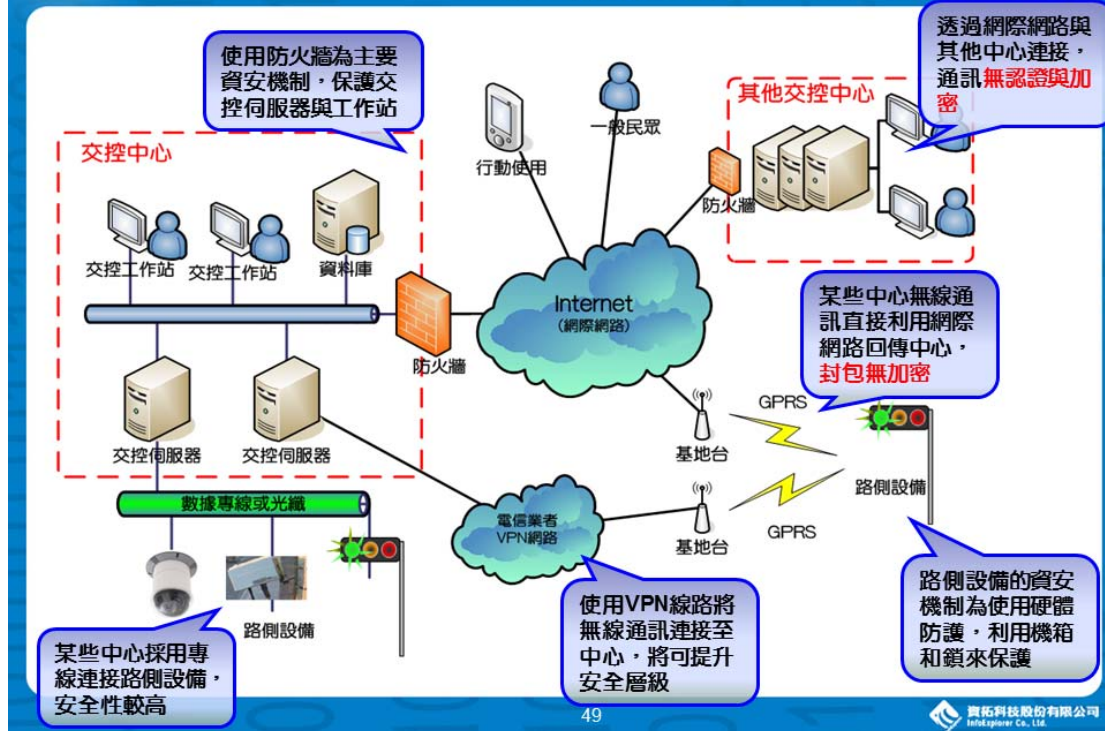 使用防火牆為主要
資安機制，保護交
控伺服器與工作站
透過網際網路與
其他中心連接，
通訊無認證與加
密
交控中心
行動使用
一般民眾
其他交控中心
防火牆
交控工作站
交控工作站
資料庫
Internet
(網際網路)
防火牆
某些中心無線通
訊直接利用網際
網路回傳中心，
封包無加密
交控伺服器
交控伺服器
GPRS
基地台
路側設備
數據專線或光纖
電信業者
VPN網路
基地台
GPRS
路側設備
某些中心採用專
線連接路側設備，
安全性較高
使用VPN線路將
無線通訊連接至
中心，將可提升
安全層級
路側設備的資安
機制為使用硬體
防護，利用機箱
和鎖來保護
49
資拓科技股份有限公司
InfoExplorer Co., Ltd.